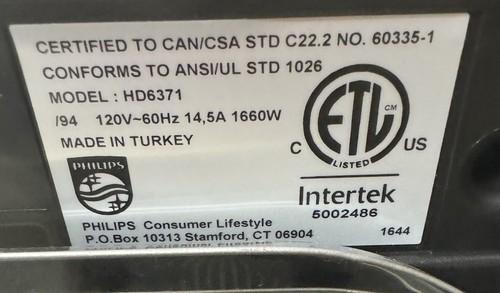 CERTIFIED TO CAN/CSA STD C22.2 NO. 60335-1
CONFORMS TO ANSI/UL STD 1026
MODEL : HD6371
/94 120V~60Hz 14,5A 1660W
MADE IN TURKEY
PHILIPS
ETL
CM
C US
LISTED
Intertek
5002486
PHILIPS Consumer Lifestyle
P.O.Box 10313 Stamford, CT 06904
1644